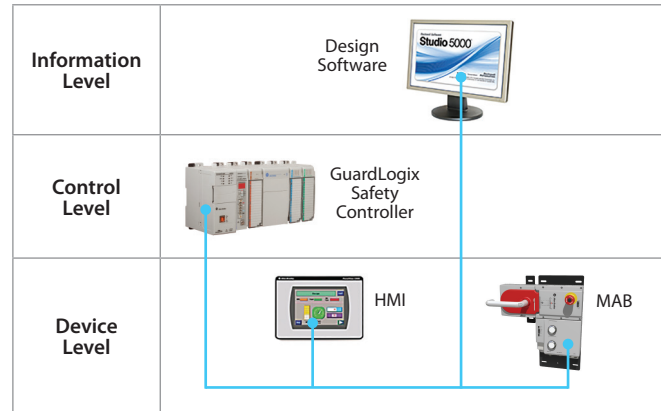 Information
Level
Design
Software
Studio 5000
Control
Level
GuardLogix
Safety
Controller
Device
Level
HMI
MAB